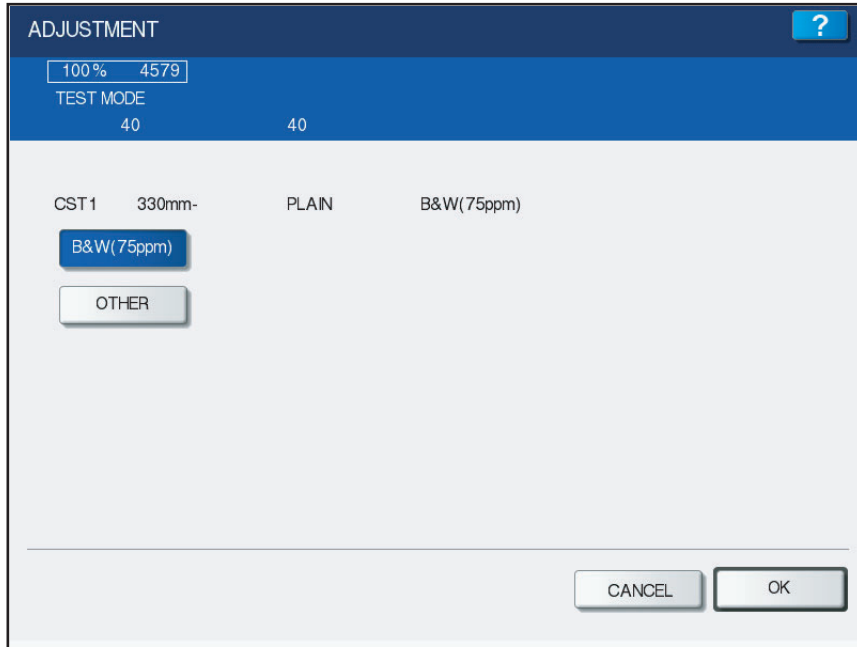 ADJUSTMENT ?
100% 4579
TEST MODE
40 40
CST1 330mm- PLAIN B&W(75ppm)
B&W(75ppm)
OTHER
CANCEL OK